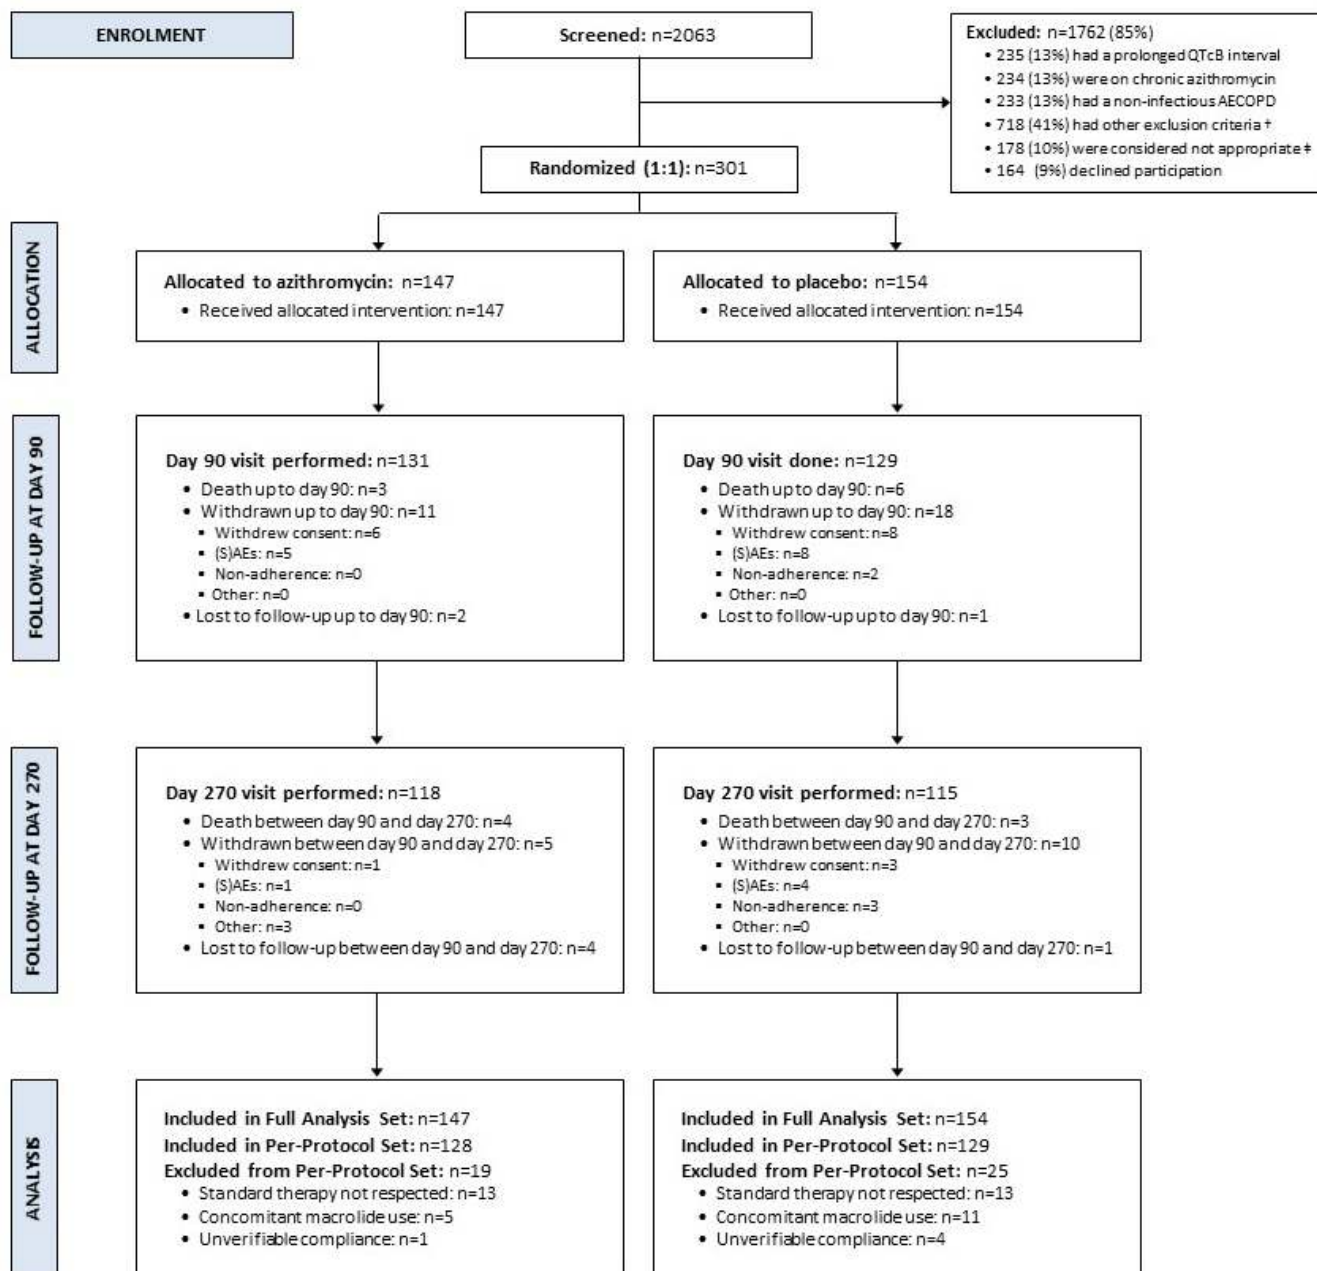 ENROLMENT
Screened: n=2063
Excluded: n=1762 (85%)
• 235 (13%) had a prolonged QTcB interval
• 234 (13%) were on chronic azithromycin
• 233 (13%) had a non-infectious AECOPD
• 718 (41%) had other exclusion criteria †
• 178 (10%) were considered not appropriate ‡
• 164 (9%) declined participation
Randomized (1:1): n=301
ALLOCATION
Allocated to azithromycin: n=147
• Received allocated intervention: n=147
Allocated to placebo: n=154
• Received allocated intervention: n=154
FOLLOW-UP AT DAY 90
Day 90 visit performed: n=131
• Death up to day 90: n=3
• Withdrawn up to day 90: n=11
▪ Withdrew consent: n=6
▪ (S)AEs: n=5
▪ Non-adherence: n=0
▪ Other: n=0
• Lost to follow-up up to day 90: n=2
Day 90 visit done: n=129
• Death up to day 90: n=6
• Withdrawn up to day 90: n=18
▪ Withdrew consent: n=8
▪ (S)AEs: n=8
▪ Non-adherence: n=2
▪ Other: n=0
• Lost to follow-up up to day 90: n=1
FOLLOW-UP AT DAY 270
Day 270 visit performed: n=118
• Death between day 90 and day 270: n=4
• Withdrawn between day 90 and day 270: n=5
▪ Withdrew consent: n=1
▪ (S)AEs: n=1
▪ Non-adherence: n=0
▪ Other: n=3
• Lost to follow-up between day 90 and day 270: n=4
Day 270 visit performed: n=115
• Death between day 90 and day 270: n=3
• Withdrawn between day 90 and day 270: n=10
▪ Withdrew consent: n=3
▪ (S)AEs: n=4
▪ Non-adherence: n=3
▪ Other: n=0
• Lost to follow-up between day 90 and day 270: n=1
ANALYSIS
Included in Full Analysis Set: n=147
Included in Per-Protocol Set: n=128
Excluded from Per-Protocol Set: n=19
• Standard therapy not respected: n=13
• Concomitant macrolide use: n=5
• Unverifiable compliance: n=1
Included in Full Analysis Set: n=154
Included in Per-Protocol Set: n=129
Excluded from Per-Protocol Set: n=25
• Standard therapy not respected: n=13
• Concomitant macrolide use: n=11
• Unverifiable compliance: n=4